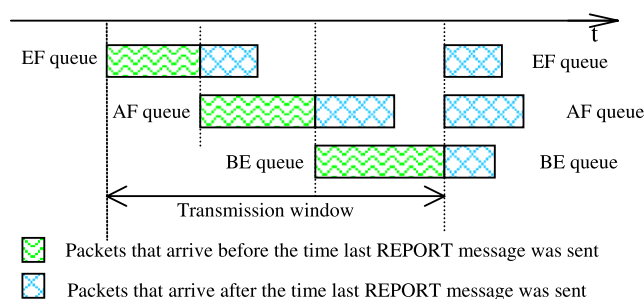 t
EF queue
EF queue
AF queue
AF queue
BE queue
BE queue
Transmission window
Packets that arrive before the time last REPORT message was sent
Packets that arrive after the time last REPORT message was sent